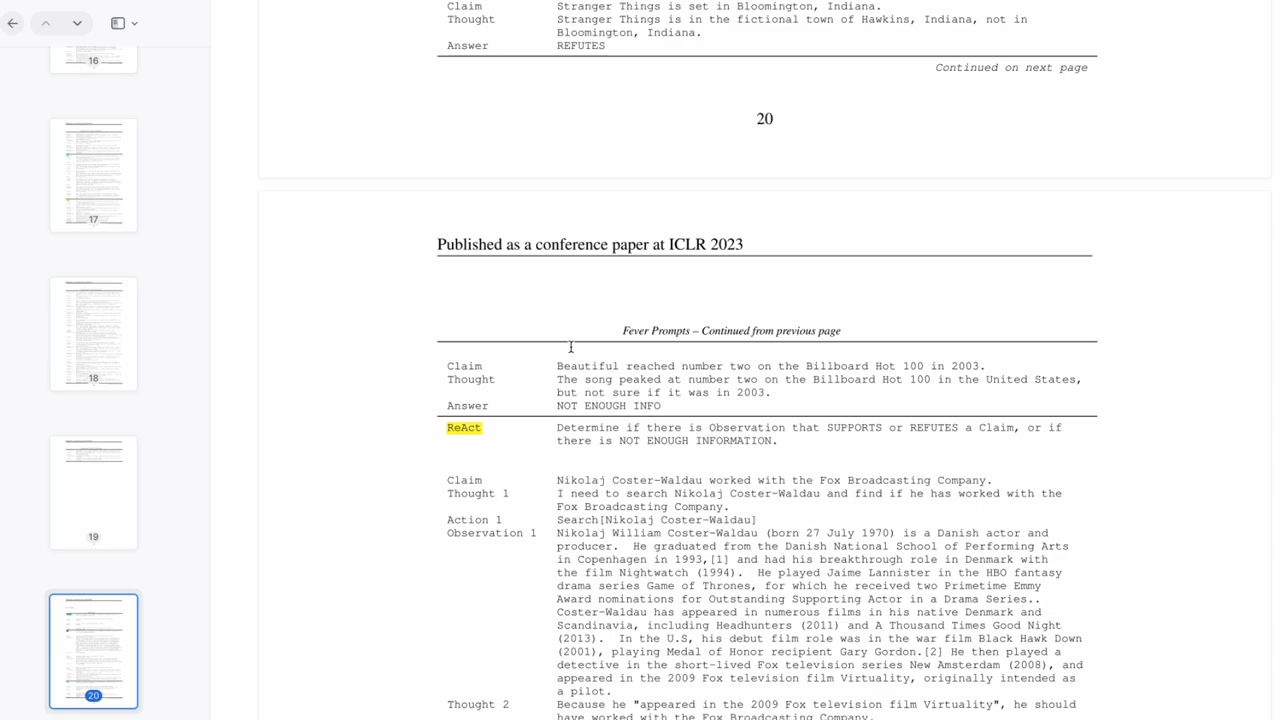 Claim Stranger Things is set in Bloomington, Indiana.
Thought Stranger Things is in the fictional town of Hawkins, Indiana, not in
Bloomington, Indiana.
Answer REFUTES
Continued on next page
20
Published as a conference paper at ICLR 2023
Fever Prompts – Continued from previous page
Claim Beautiful reached number two on the Billboard Hot 100 in 2003.
Thought The song peaked at number two on the Billboard Hot 100 in the United States,
but not sure if it was in 2003.
Answer NOT ENOUGH INFO
ReAct Determine if there is Observation that SUPPORTS or REFUTES a Claim, or if
there is NOT ENOUGH INFORMATION.
Claim Nikolaj Coster-Waldau worked with the Fox Broadcasting Company.
Thought 1 I need to search Nikolaj Coster-Waldau and find if he has worked with the
Fox Broadcasting Company.
Action 1 Search[Nikolaj Coster-Waldau]
Observation 1 Nikolaj William Coster-Waldau (born 27 July 1970) is a Danish actor and
producer. He graduated from the Danish National School of Performing Arts
in Copenhagen in 1993,[1] and had his breakthrough role in Denmark with
the film Nightwatch (1994). He played Jaime Lannister in the HBO fantasy
drama series Game of Thrones, for which he received two Primetime Emmy
Award nominations for Outstanding Supporting Actor in a Drama Series..
Coster-Waldau has appeared in numerous films in his native Denmark and
Scandinavia, including Headhunters (2011) and A Thousand Times Good Night
(2013). In the U.S, his debut film role was in the war film Black Hawk Down
(2001), playing Medal of Honor recipient Gary Gordon.[2] He then played a
detective in the short-lived Fox television series New Amsterdam (2008), and
appeared in the 2009 Fox television film Virtuality, originally intended as
a pilot.
Thought 2 Because he "appeared in the 2009 Fox television film Virtuality", he should
have worked with the Fox Broadcasting Company.
16
17
18
19
20